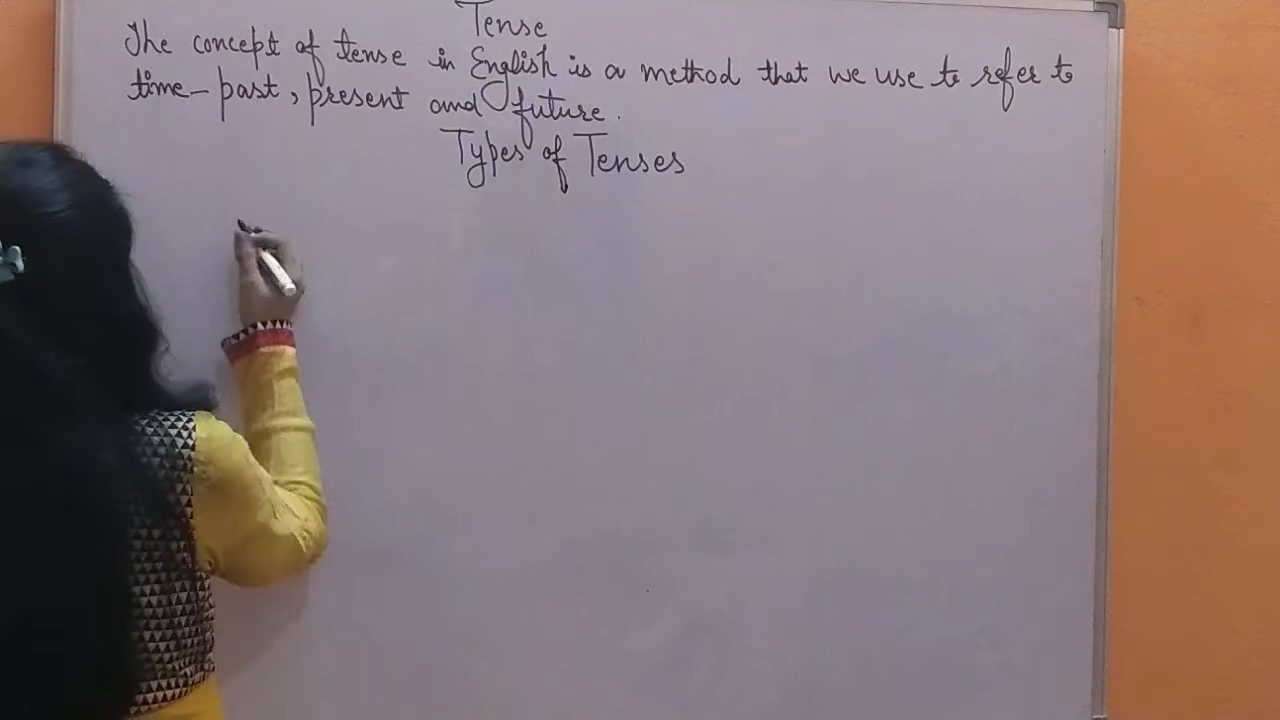 Tense
The concept of tense in English is a method that we use to refer to
time - past, present and future.
Types of Tenses